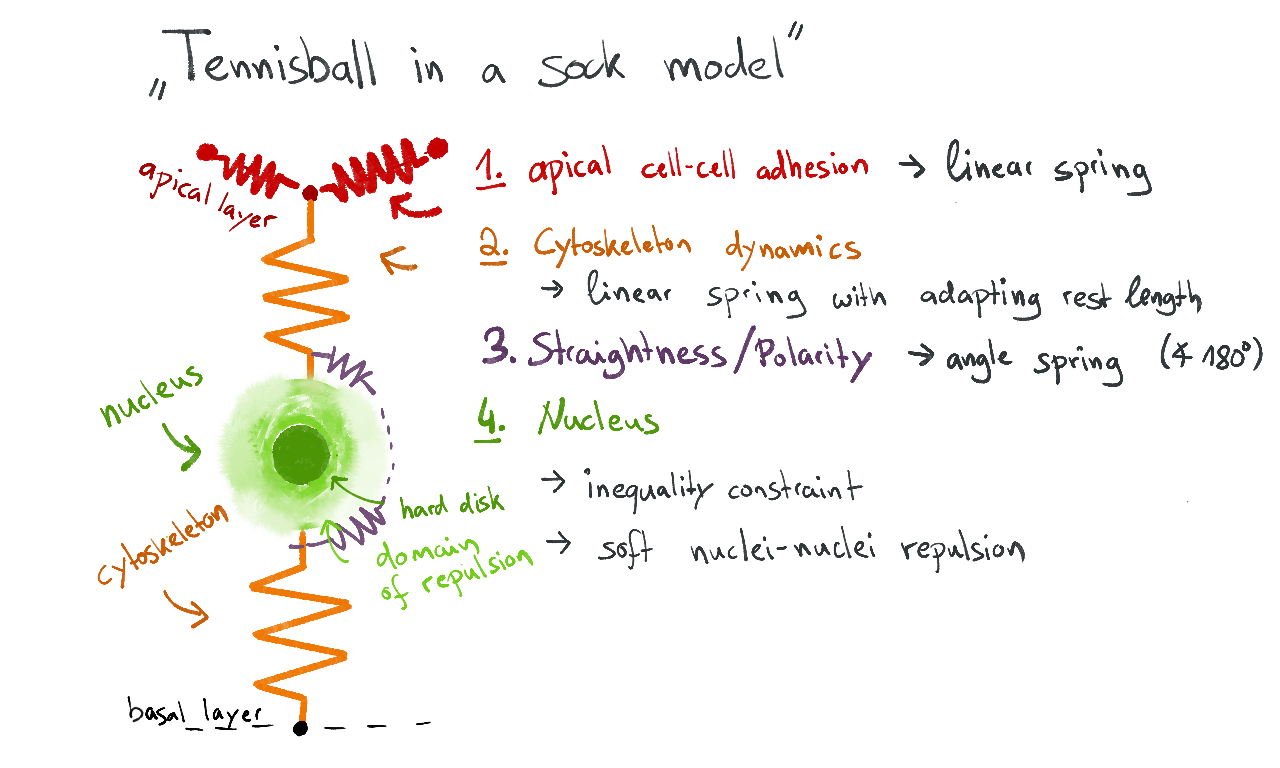 „Tennisball in a sock model"
apical layer
1. apical cell-cell adhesion → linear spring
2. Cytoskeleton dynamics
→ linear spring with adapting rest length
3. Straightness/Polarity → angle spring (∢ 180°)
nucleus
4. Nucleus
→ inequality constraint
hard disk
→ soft nuclei-nuclei repulsion
cytoskeleton
domain
of repulsion
basal layer